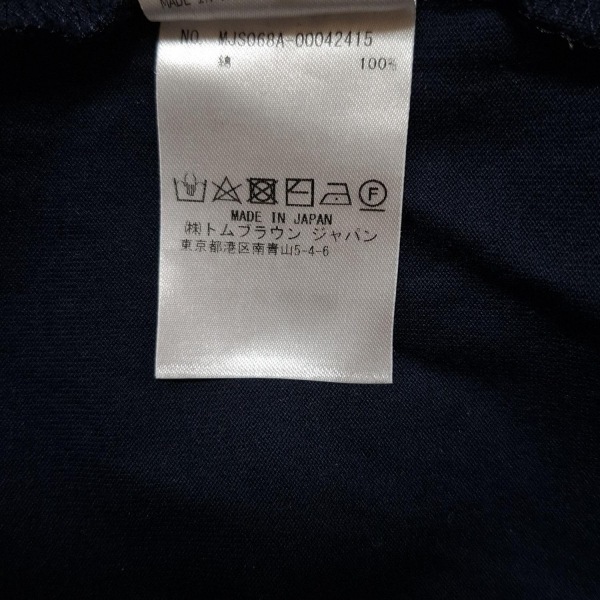 NO. MJS068A-00042415
綿 100%
F
MADE IN JAPAN
㈱トムブラウン ジャパン
東京都港区南青山5-4-6